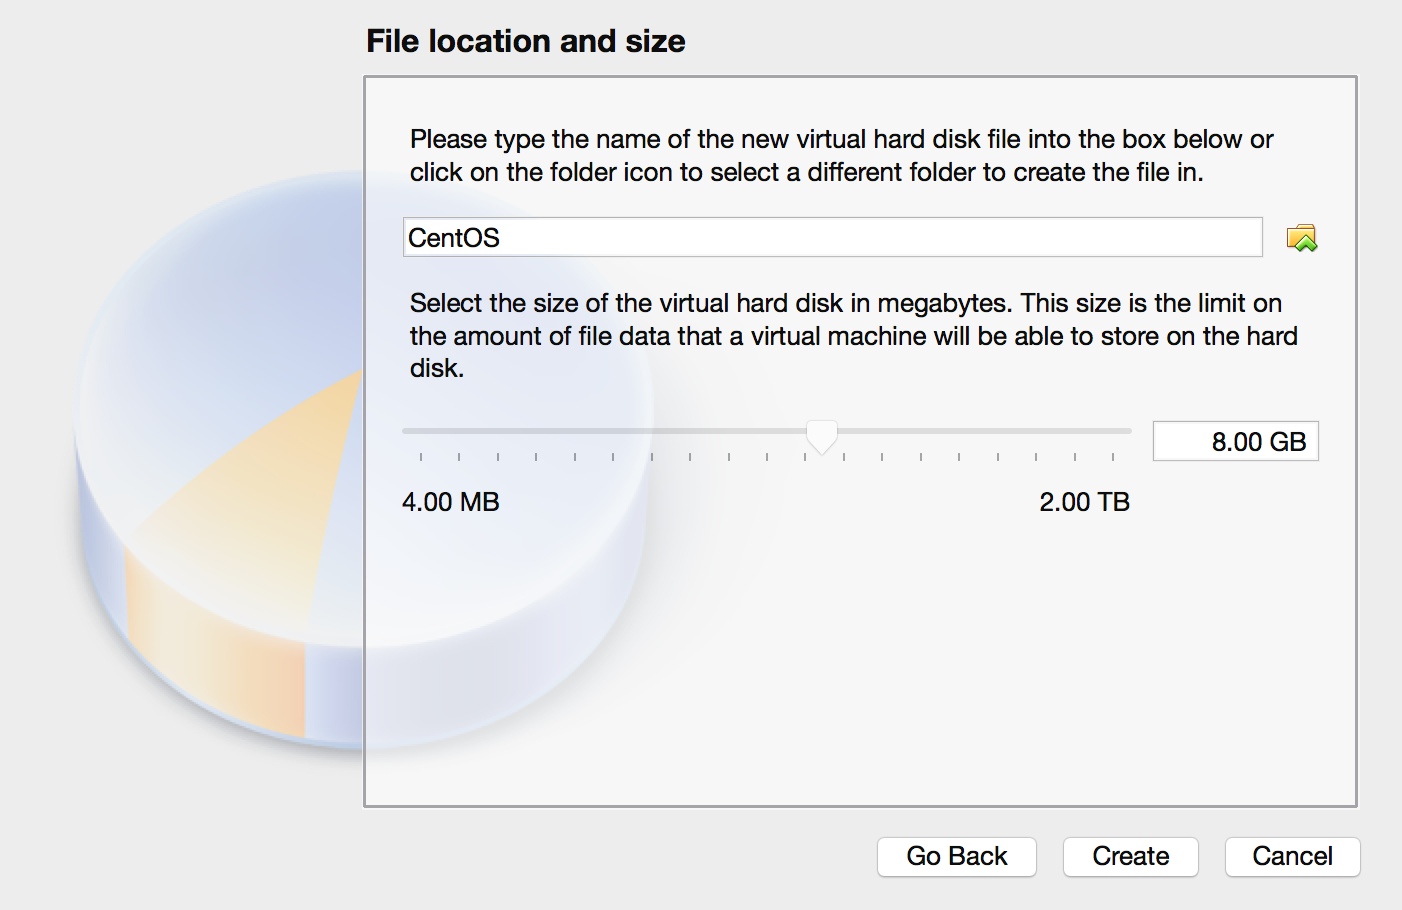 File location and size
Please type the name of the new virtual hard disk file into the box below or
click on the folder icon to select a different folder to create the file in.
CentOS
Select the size of the virtual hard disk in megabytes. This size is the limit on
the amount of file data that a virtual machine will be able to store on the hard
disk.
8.00 GB
4.00 MB
2.00 TB
Go Back
Create
Cancel